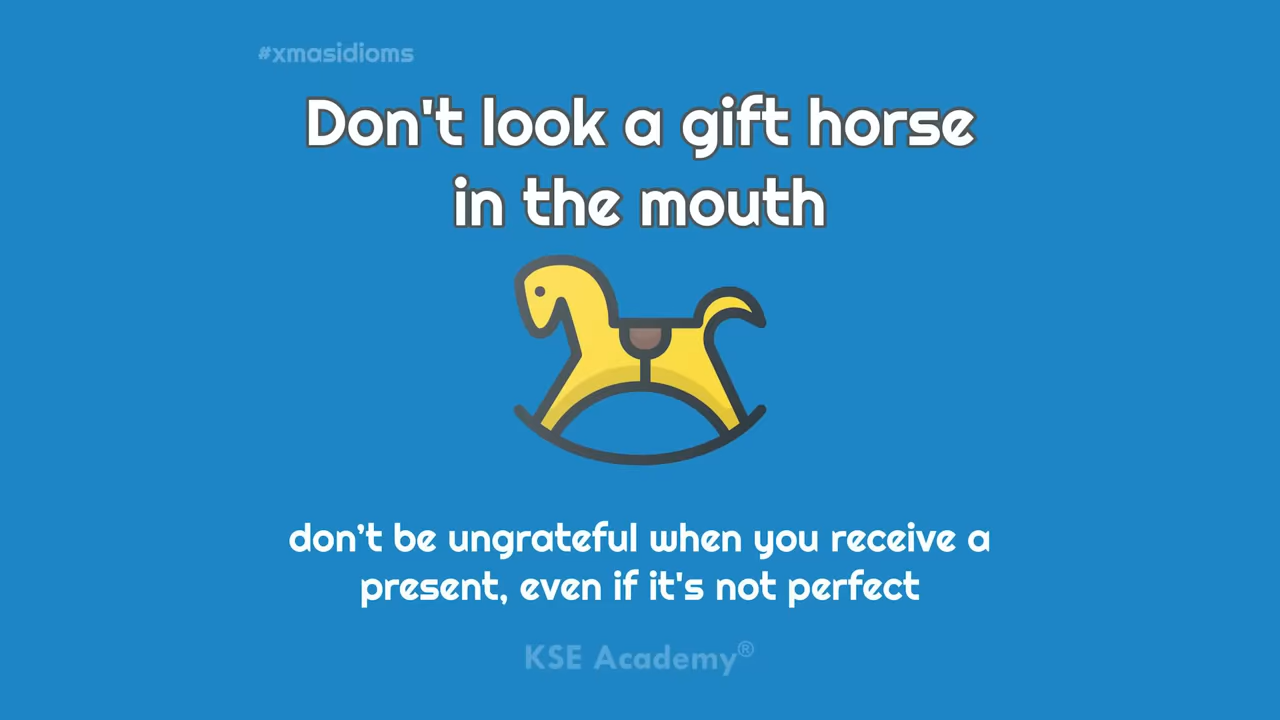 #xmasidioms
Don't look a gift horse
in the mouth
don’t be ungrateful when you receive a
present, even if it's not perfect
KSE Academy®